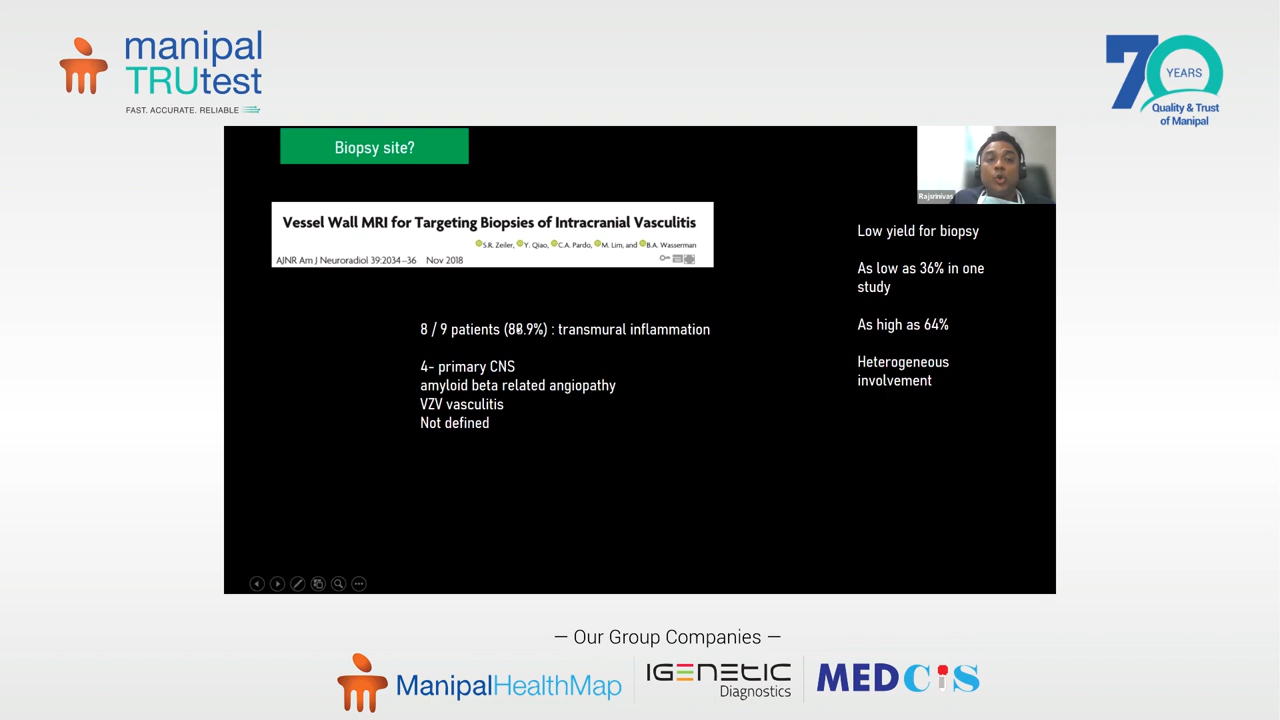 manipal
TRUtest
FAST. ACCURATE. RELIABLE
70
YEARS
Quality & Trust
of Manipal
Biopsy site?
Rajsrinivas
Vessel Wall MRI for Targeting Biopsies of Intracranial Vasculitis
S.R. Zeiler, Y. Qiao, C.A. Pardo, M. Lim, and B.A. Wasserman
AJNR Am J Neuroradiol 39:2034–36 Nov 2018
8 / 9 patients (88.9%) : transmural inflammation
4- primary CNS
amyloid beta related angiopathy
VZV vasculitis
Not defined
Low yield for biopsy
As low as 36% in one
study
As high as 64%
Heterogeneous
involvement
— Our Group Companies —
ManipalHealthMap
IGENETIC
Diagnostics
MEDCiS